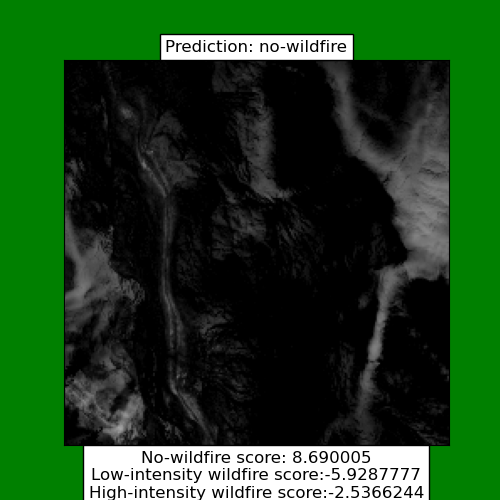 Prediction: no-wildfire
No-wildfire score: 8.690005
Low-intensity wildfire score:-5.9287777
High-intensity wildfire score:-2.5366244